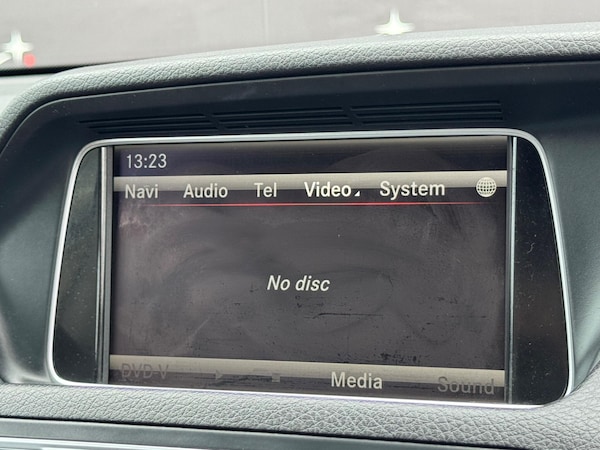 13:23
Navi Audio Tel Video System
No disc
DVD-V Media Sound